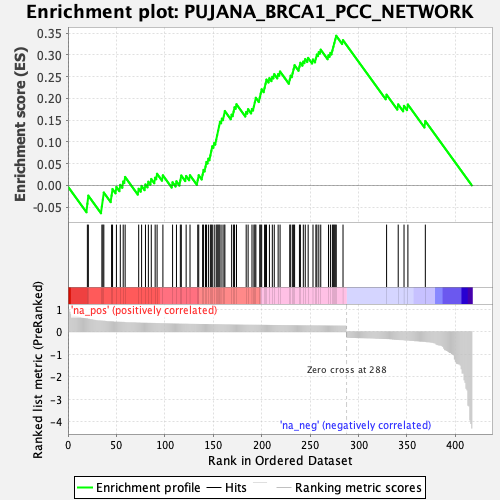 Enrichment plot: PUJANA_BRCA1_PCC_NETWORK
Enrichment score (ES)
0.35
0.30
0.25
0.20
0.15
0.10
0.05
0.00
-0.05
Ranked list metric (PreRanked)
1
0
-1
-2
-3
-4
'na_pos' (positively correlated)
Zero cross at 288
'na_neg' (negatively correlated)
0
50
100
150
200
250
300
350
400
Rank in Ordered Dataset
Enrichment profile
Hits
Ranking metric scores